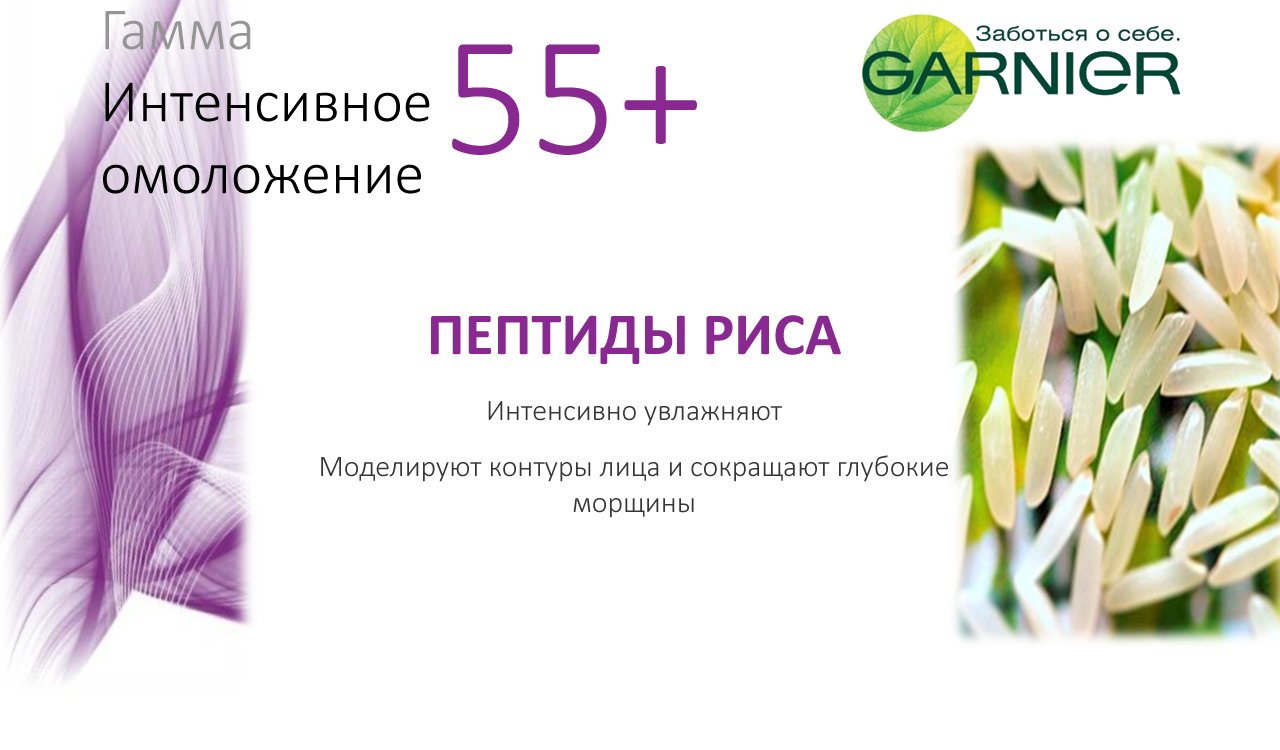 Гамма
Интенсивное
омоложение
55+
Заботься о себе.
GARNIER
ПЕПТИДЫ РИСА
Интенсивно увлажняют
Моделируют контуры лица и сокращают глубокие
морщины